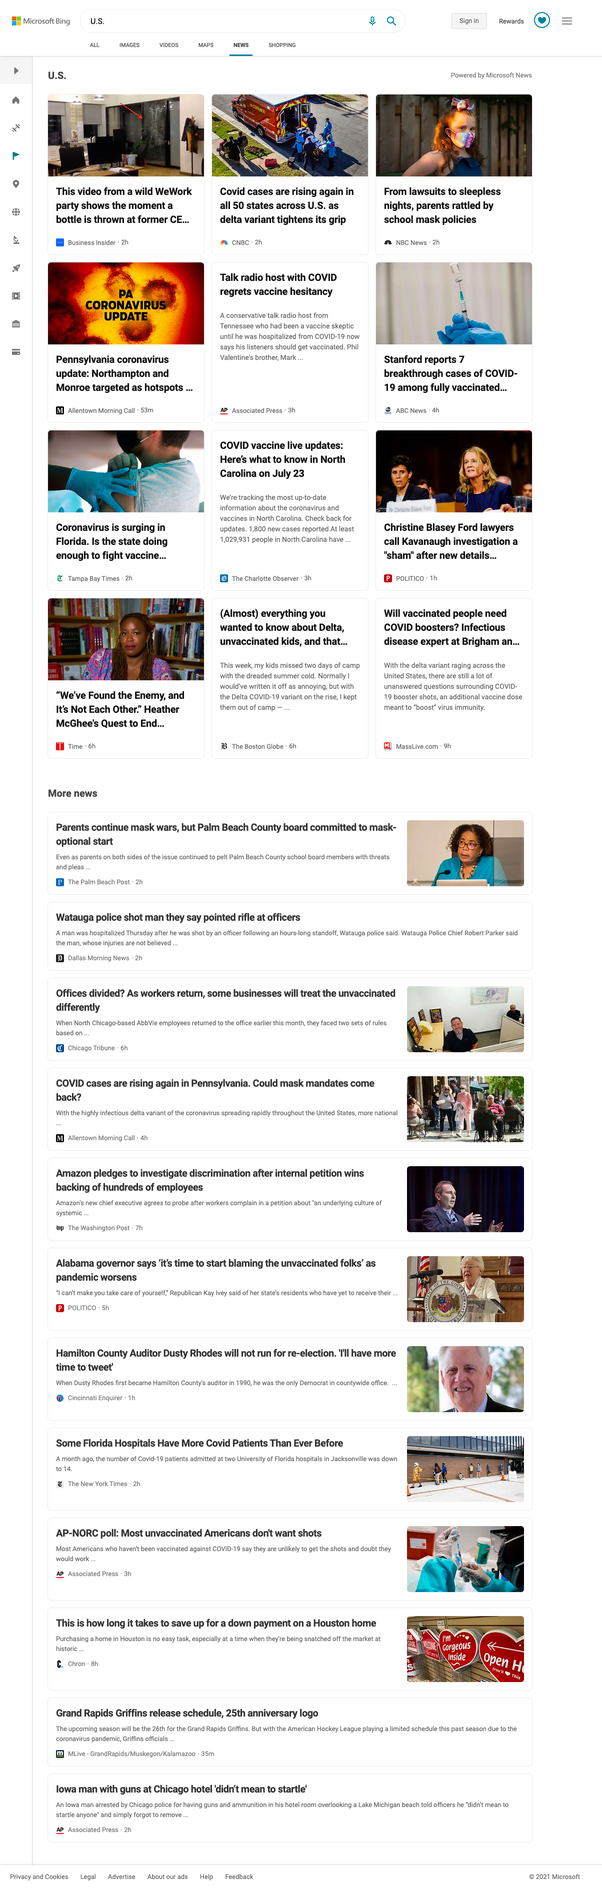 Microsoft Bing
U.S.
Sign in
Rewards
ALL
IMAGES
VIDEOS
MAPS
NEWS
SHOPPING
U.S.
Powered by Microsoft News
This video from a wild WeWork
party shows the moment a
bottle is thrown at former CE...
Business Insider · 2h
Covid cases are rising again in
all 50 states across U.S. as
delta variant tightens its grip
CNBC · 2h
From lawsuits to sleepless
nights, parents rattled by
school mask policies
NBC News · 2h
PA
CORONAVIRUS
UPDATE
Pennsylvania coronavirus
update: Northampton and
Monroe targeted as hotspots ...
Allentown Morning Call · 53m
Talk radio host with COVID
regrets vaccine hesitancy
A conservative talk radio host from
Tennessee who had been a vaccine skeptic
until he was hospitalized from COVID-19 now
says his listeners should get vaccinated. Phil
Valentine's brother, Mark ...
AP Associated Press · 3h
Stanford reports 7
breakthrough cases of COVID-
19 among fully vaccinated...
ABC News · 4h
Coronavirus is surging in
Florida. Is the state doing
enough to fight vaccine...
Tampa Bay Times · 2h
COVID vaccine live updates:
Here's what to know in North
Carolina on July 23
We're tracking the most up-to-date
information about the coronavirus and
vaccines in North Carolina. Check back for
updates. 1,800 new cases reported At least
1,029,931 people in North Carolina have ...
The Charlotte Observer · 3h
Christine Blasey Ford lawyers
call Kavanaugh investigation a
"sham" after new details...
POLITICO · 1h
"We've Found the Enemy, and
It's Not Each Other." Heather
McGhee's Quest to End...
Time · 6h
(Almost) everything you
wanted to know about Delta,
unvaccinated kids, and that...
This week, my kids missed two days of camp
with the dreaded summer cold. Normally I
would've written it off as annoying, but with
the Delta COVID-19 variant on the rise, I kept
them out of camp — ...
The Boston Globe · 6h
Will vaccinated people need
COVID boosters? Infectious
disease expert at Brigham an...
With the delta variant raging across the
United States, there are still a lot of
unanswered questions surrounding COVID-
19 booster shots, an additional vaccine dose
meant to "boost" virus immunity.
MassLive.com · 9h
More news
Parents continue mask wars, but Palm Beach County board committed to mask-
optional start
Even as parents on both sides of the issue continued to pelt Palm Beach County school board members with threats
and pleas ...
The Palm Beach Post · 2h
Watauga police shot man they say pointed rifle at officers
A man was hospitalized Thursday after he was shot by an officer following an hours-long standoff, Watauga police said. Watauga Police Chief Robert Parker said
the man, whose injuries are not believed ...
Dallas Morning News · 2h
Offices divided? As workers return, some businesses will treat the unvaccinated
differently
When North Chicago-based AbbVie employees returned to the office earlier this month, they faced two sets of rules
based on ...
Chicago Tribune · 6h
COVID cases are rising again in Pennsylvania. Could mask mandates come
back?
With the highly infectious delta variant of the coronavirus spreading rapidly throughout the United States, more national
...
Allentown Morning Call · 4h
Amazon pledges to investigate discrimination after internal petition wins
backing of hundreds of employees
Amazon's new chief executive agrees to probe after workers complain in a petition about "an underlying culture of
systemic ...
The Washington Post · 7h
Alabama governor says 'it's time to start blaming the unvaccinated folks' as
pandemic worsens
"I can't make you take care of yourself," Republican Kay Ivey said of her state's residents who have yet to receive their ...
POLITICO · 5h
Hamilton County Auditor Dusty Rhodes will not run for re-election. 'I'll have more
time to tweet'
When Dusty Rhodes first became Hamilton County's auditor in 1990, he was the only Democrat in countywide office. ...
Cincinnati Enquirer · 1h
Some Florida Hospitals Have More Covid Patients Than Ever Before
A month ago, the number of Covid-19 patients admitted at two University of Florida hospitals in Jacksonville was down
to 14.
The New York Times · 2h
AP-NORC poll: Most unvaccinated Americans don't want shots
Most Americans who haven't been vaccinated against COVID-19 say they are unlikely to get the shots and doubt they
would work ...
AP Associated Press · 3h
This is how long it takes to save up for a down payment on a Houston home
Purchasing a home in Houston is no easy task, especially at a time when they're being snatched off the market at
historic ...
Chron · 8h
I'm
Gorgeous
Inside
Grand Rapids Griffins release schedule, 25th anniversary logo
The upcoming season will be the 26th for the Grand Rapids Griffins. But with the American Hockey League playing a limited schedule this past season due to the
coronavirus pandemic, Griffins officials ...
MLive - GrandRapids/Muskegon/Kalamazoo · 35m
Iowa man with guns at Chicago hotel 'didn't mean to startle'
An Iowa man arrested by Chicago police for having guns and ammunition in his hotel room overlooking a Lake Michigan beach told officers he "didn't mean to
startle anyone" and simply forgot to remove ...
AP Associated Press · 2h
Privacy and Cookies
Legal
Advertise
About our ads
Help
Feedback
© 2021 Microsoft